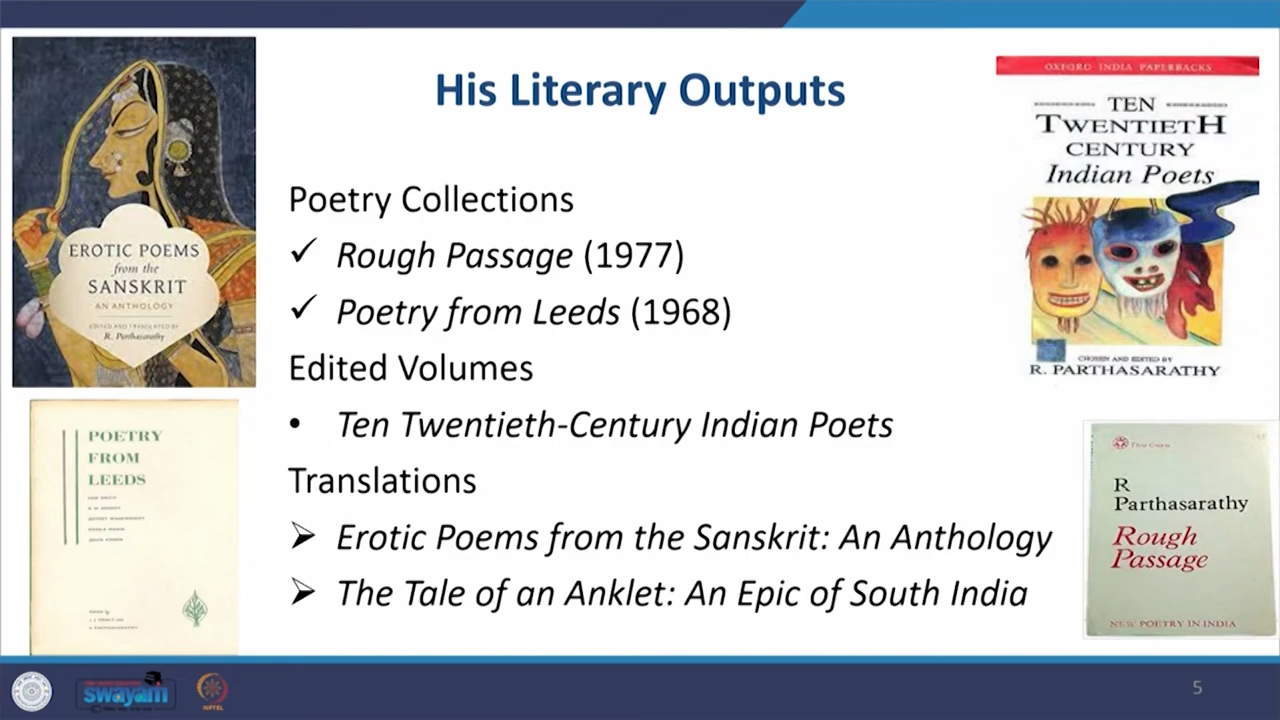 His Literary Outputs
Poetry Collections
✓ Rough Passage (1977)
✓ Poetry from Leeds (1968)
Edited Volumes
• Ten Twentieth-Century Indian Poets
Translations
➢ Erotic Poems from the Sanskrit: An Anthology
➢ The Tale of an Anklet: An Epic of South India
EROTIC POEMS
from the
SANSKRIT
AN ANTHOLOGY
EDITED AND TRANSLATED BY
R. Parthasarathy
POETRY
FROM
LEEDS
OXFORD INDIA PAPERBACKS
TEN
TWENTIETH
CENTURY
Indian Poets
CHOSEN AND EDITED BY
R. PARTHASARATHY
R
Parthasarathy
Rough
Passage
NEW POETRY IN INDIA
swayam
NPTEL
5